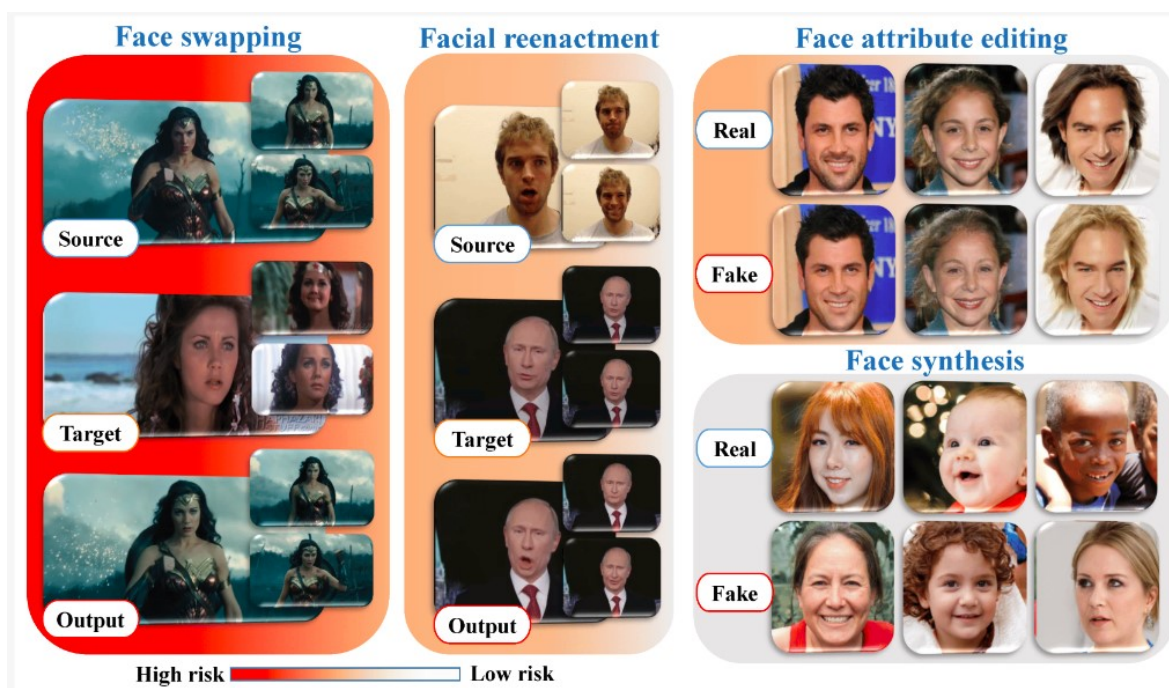 Face swapping
Source
Target
Output
Facial reenactment
Source
Target
Output
Face attribute editing
Real
Fake
Face synthesis
Real
Fake
High risk
Low risk
NY